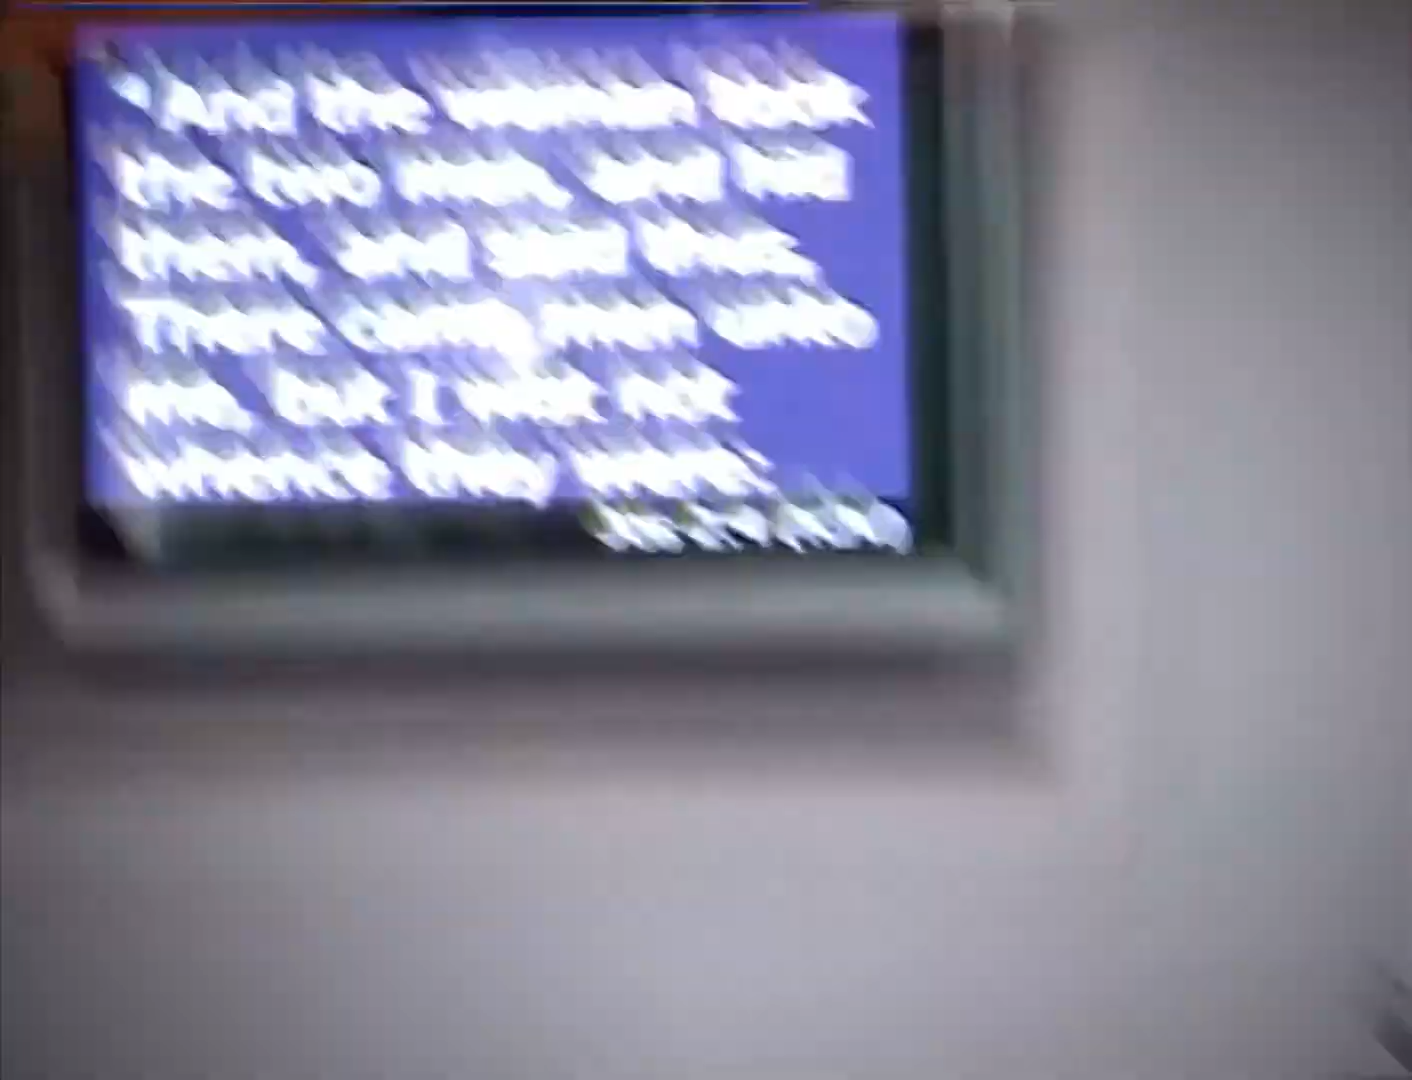 ⁴ And the woman took
the two men, and hid
them, and said thus,
There came men unto
me, but I wist not
whence they were: